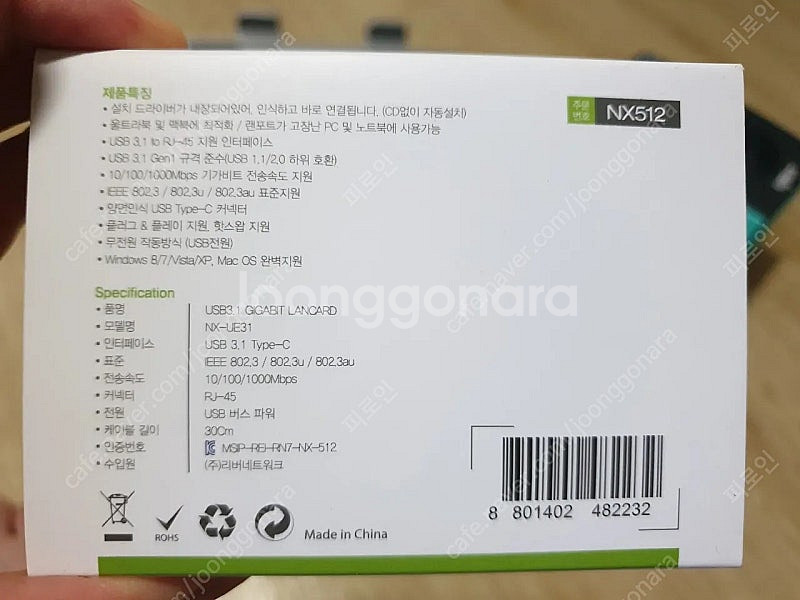 제품특징
• 설치 드라이버가 내장되어있어, 인식하고 바로 연결됩니다. (CD없이 자동설치)
• 울트라북 및 맥북에 최적화 / 랜포트가 고장난 PC 및 노트북에 사용가능
• USB 3.1 to RJ-45 지원 인터페이스
• USB 3.1 Gen1 규격 준수(USB 1.1/2.0 하위 호환)
• 10/100/1000Mbps 기가비트 전송속도 지원
• IEEE 802.3 / 802.3u / 802.3au 표준지원
• 양면인식 USB Type-C 커넥터
• 플러그 & 플레이 지원, 핫스왑 지원
• 무전원 작동방식 (USB전원)
• Windows 8/7/Vista/XP, Mac OS 완벽지원
주문번호 NX512
Specification
• 품명 USB3.1 GIGABIT LANCARD
• 모델명 NX-UE31
• 인터페이스 USB 3.1 Type-C
• 표준 IEEE 802.3 / 802.3u / 802.3au
• 전송속도 10/100/1000Mbps
• 커넥터 RJ-45
• 전원 USB 버스 파워
• 케이블 길이 30Cm
• 인증번호 MSIP-REI-RN7-NX-512
• 수입원 (주)리버네트워크
ROHS
Made in China
8 801402 482232
joonggonara
cafe.naver.com/joonggonara
피로인